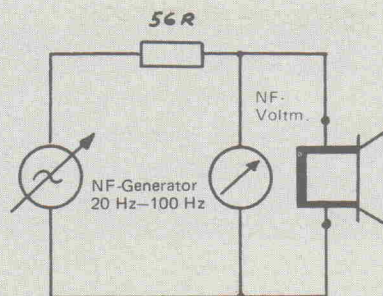 56R
NF-
Voltm.
NF-Generator
20 Hz—100 Hz